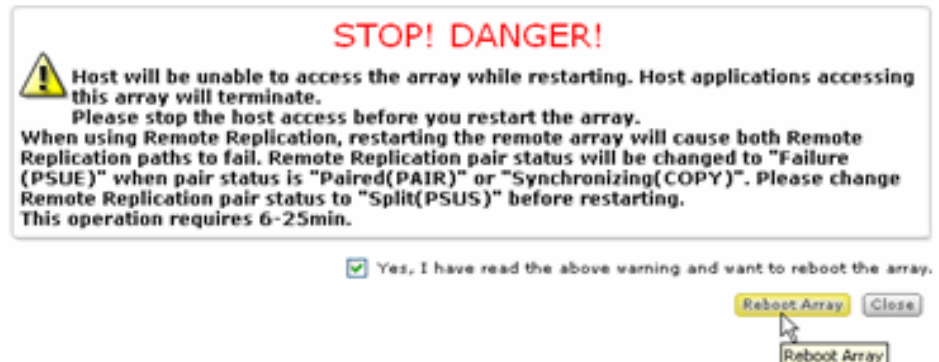 STOP! DANGER!
Host will be unable to access the array while restarting. Host applications accessing
this array will terminate.
Please stop the host access before you restart the array.
When using Remote Replication, restarting the remote array will cause both Remote
Replication paths to fail. Remote Replication pair status will be changed to "Failure
(PSUE)" when pair status is "Paired(PAIR)" or "Synchronizing(COPY)". Please change
Remote Replication pair status to "Split(PSUS)" before restarting.
This operation requires 6-25min.
Yes, I have read the above warning and want to reboot the array.
Reboot Array Close
Reboot Array